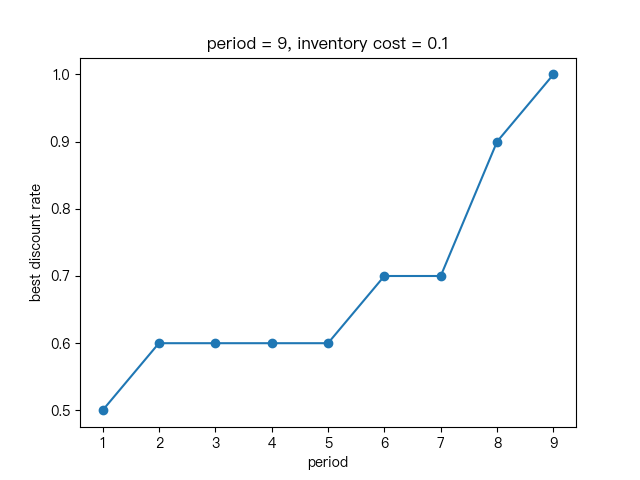 period = 9, inventory cost = 0.1
1.0
0.9
0.8
0.7
0.6
0.5
best discount rate
1 2 3 4 5 6 7 8 9
period